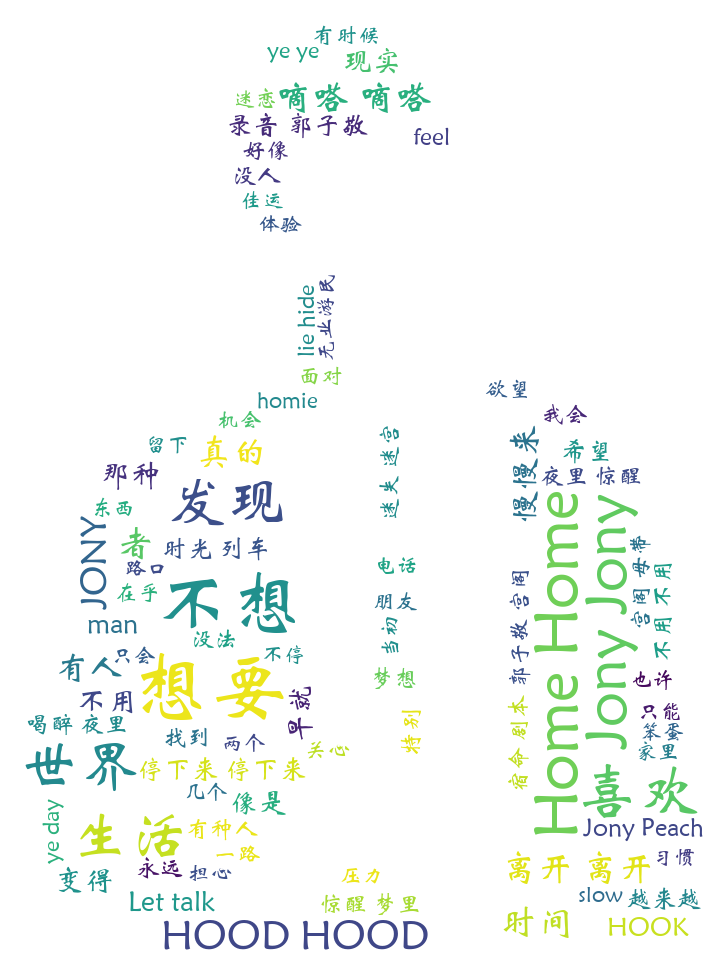 有时候
ye ye
现实
迷恋
嘀嗒 嘀嗒
录音 郭子敬
feel
好像
没人
佳运
体验
lie hide
无业游民
面对
homie
欲望
机会
我会
留下
真的
迷失 迷宫
慢慢来
希望
那种
夜里 惊醒
发现
东西
JONY
者
时光 列车
Home Home
Jony Jony
毋带
路口
电话
宫阁
不用 不用
在乎
不想
朋友
郭子敬 宫阁
man
没法
当初
有人
只会
不停
想要
梦想
也许
不用
早就
宿命 剧本
只能
喝醉 夜里
找到
两个
关心
特别
笨蛋
家里
世界
停下来 停下来
喜欢
几个
像是
ye day
生活
有种人
Jony Peach
一路
永远
担心
离开 离开
习惯
变得
压力
Let talk
惊醒 梦里
slow
越来越
HOOD HOOD
时间
HOOK